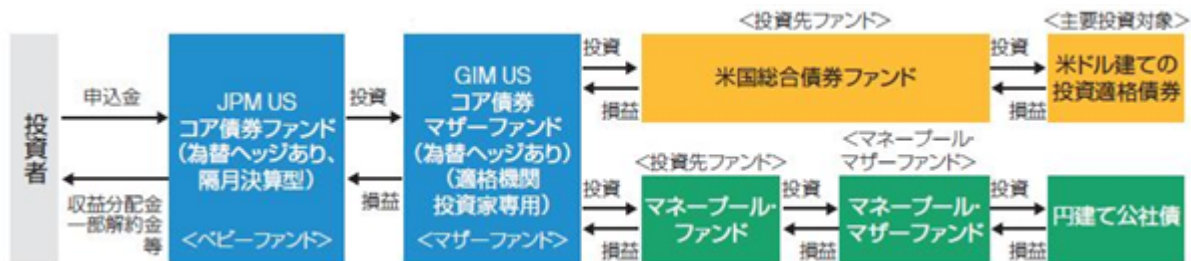 投資者
申込金
収益分配金
一部解約金
等
JPM US
コア債券ファンド
(為替ヘッジあり、
隔月決算型)
<ベビーファンド>
投資
損益
GIM US
コア債券
マザーファンド
(為替ヘッジあり)
(適格機関
投資家専用)
<マザーファンド>
<投資先ファンド>
投資
損益
米国総合債券ファンド
投資
損益
<主要投資対象>
米ドル建ての
投資適格債券
<投資先ファンド>
投資
損益
マネープール・
ファンド
投資
損益
<マネープール・
マザーファンド>
マネープール・
マザーファンド
投資
損益
円建て公社債